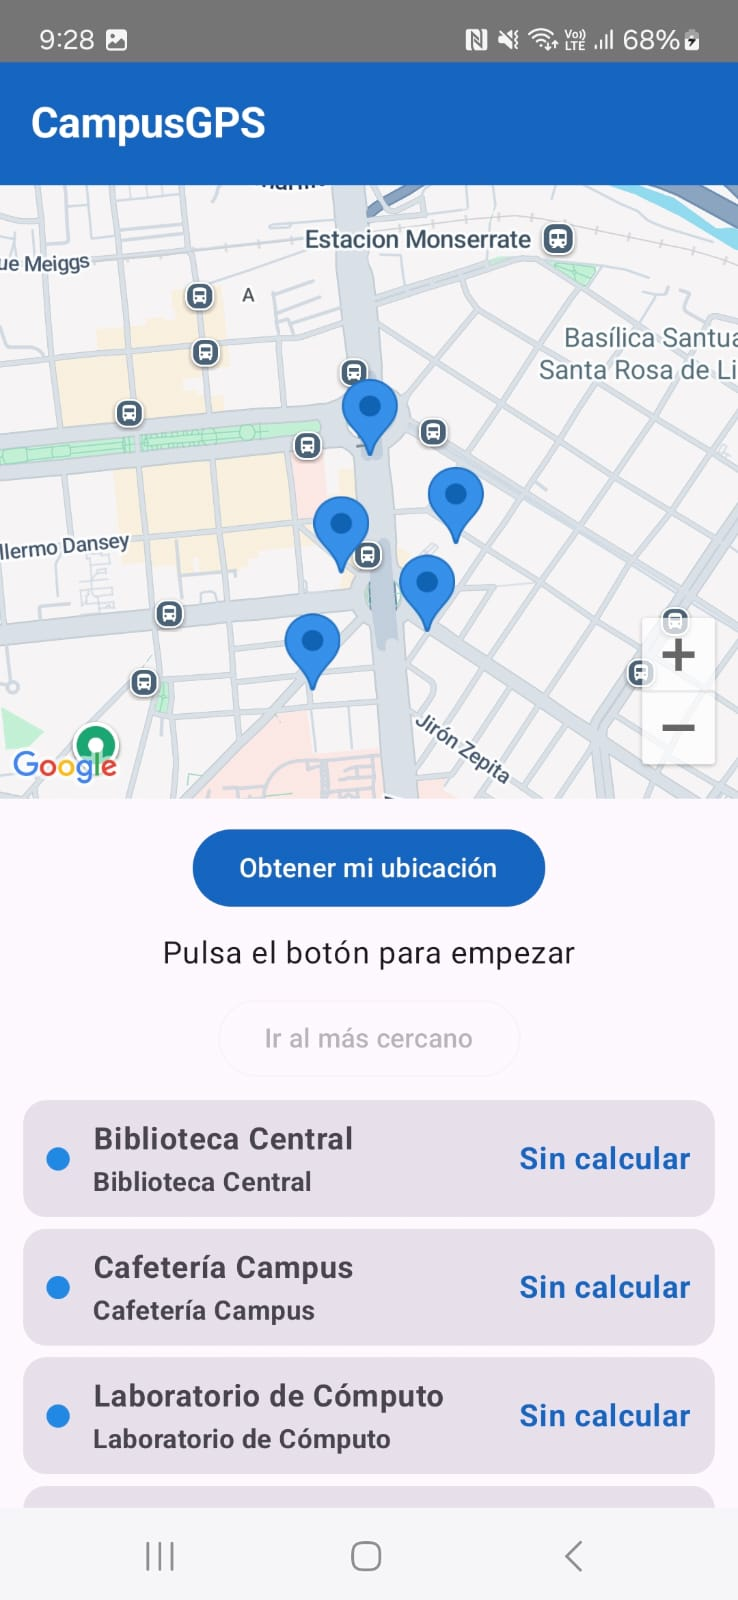 9:28
Vo)) LTE 68%
CampusGPS
Estacion Monserrate
ue Meiggs
A
Basílica Santua
Santa Rosa de Li
llermo Dansey
+
−
Jirón Zepita
Google
Obtener mi ubicación
Pulsa el botón para empezar
Ir al más cercano
Biblioteca Central
Sin calcular
Biblioteca Central
Cafetería Campus
Sin calcular
Cafetería Campus
Laboratorio de Cómputo
Sin calcular
Laboratorio de Cómputo